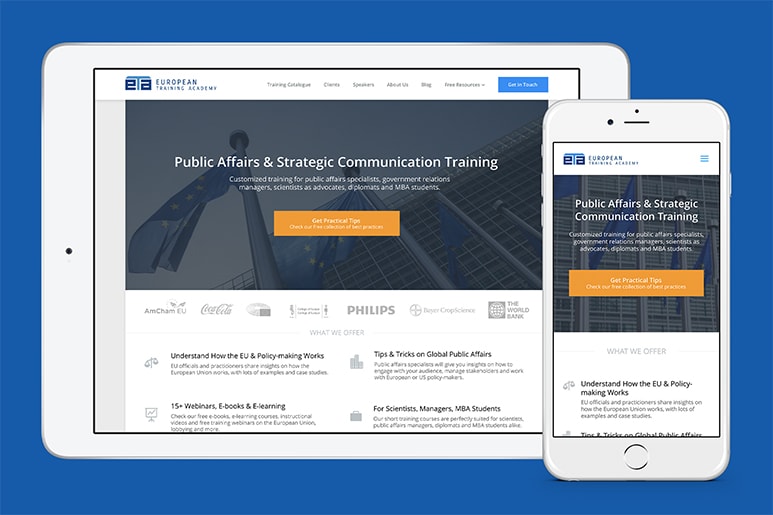 ETA EUROPEAN
TRAINING ACADEMY
Training Catalogue Clients Speakers About Us Blog Free Resources Get in Touch
Public Affairs & Strategic Communication Training
Customized training for public affairs specialists, government relations
managers, scientists as advocates, diplomats and MBA students.
Get Practical Tips
Check our free collection of best practices
AmCham EU Coca-Cola PHILIPS Bayer CropScience THE
WORLD
BANK
WHAT WE OFFER
Understand How the EU & Policy-making Works
EU officials and practicioners share insights on how the
European Union works, with lots of examples and case studies.
Tips & Tricks on Global Public Affairs
Public affairs specialists will give you insights on how to
engage with your audience, manage stakeholders and work
with European or US policy-makers.
15+ Webinars, E-books & E-learning
Check our free e-books, e-learning courses, instructional
videos and free training webinars on the European Union,
lobbying and more.
For Scientists, Managers, MBA Students
Our short training courses are perfectly suited for scientists,
public affairs managers, diplomats and MBA students alike.
ETA EUROPEAN
TRAINING ACADEMY
Public Affairs & Strategic
Communication Training
Customized training for public affairs specialists,
government relations managers, scientists as
advocates, diplomats and MBA students.
Get Practical Tips
Check our free collection of best practices
WHAT WE OFFER
Understand How the EU & Policy-
making Works
EU officials and practicioners share insights on
how the European Union works, with lots of
examples and case studies.
Tips & Tricks on Global Public Affairs